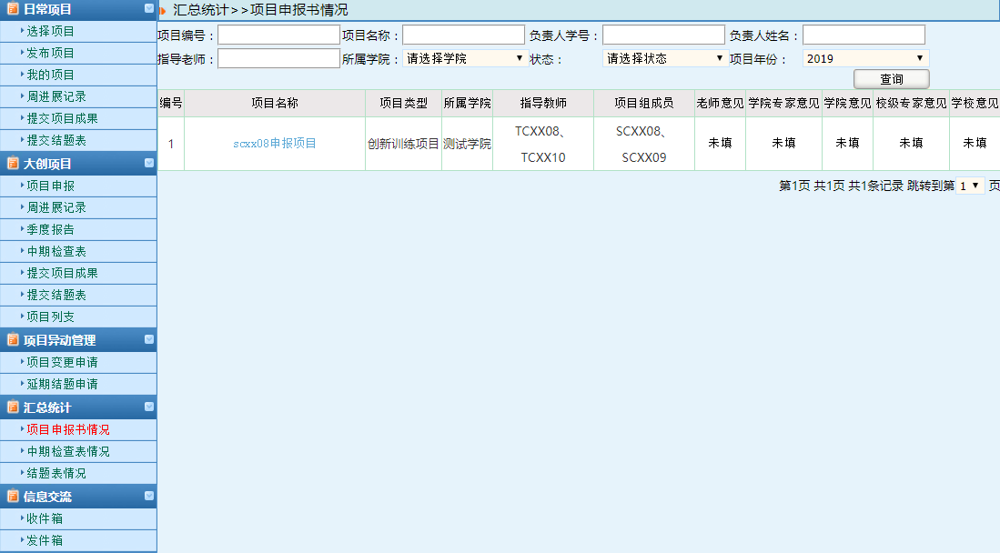 日常项目
选择项目
发布项目
我的项目
周进展记录
提交项目成果
提交结题表
大创项目
项目申报
周进展记录
季度报告
中期检查表
提交项目成果
提交结题表
项目列支
项目异动管理
项目变更申请
延期结题申请
汇总统计
项目申报书情况
中期检查表情况
结题表情况
信息交流
收件箱
发件箱
汇总统计>>项目申报书情况
项目编号： 项目名称： 负责人学号： 负责人姓名：
指导老师： 所属学院： 请选择学院 状态： 请选择状态 项目年份： 2019
查询
编号 项目名称 项目类型 所属学院 指导教师 项目组成员 老师意见 学院专家意见 学院意见 校级专家意见 学校意见
1 scxx08申报项目 创新训练项目 测试学院 TCXX08、 SCXX08、 未填 未填 未填 未填 未填
TCXX10 SCXX09
第1页 共1页 共1条记录 跳转到第 1 页